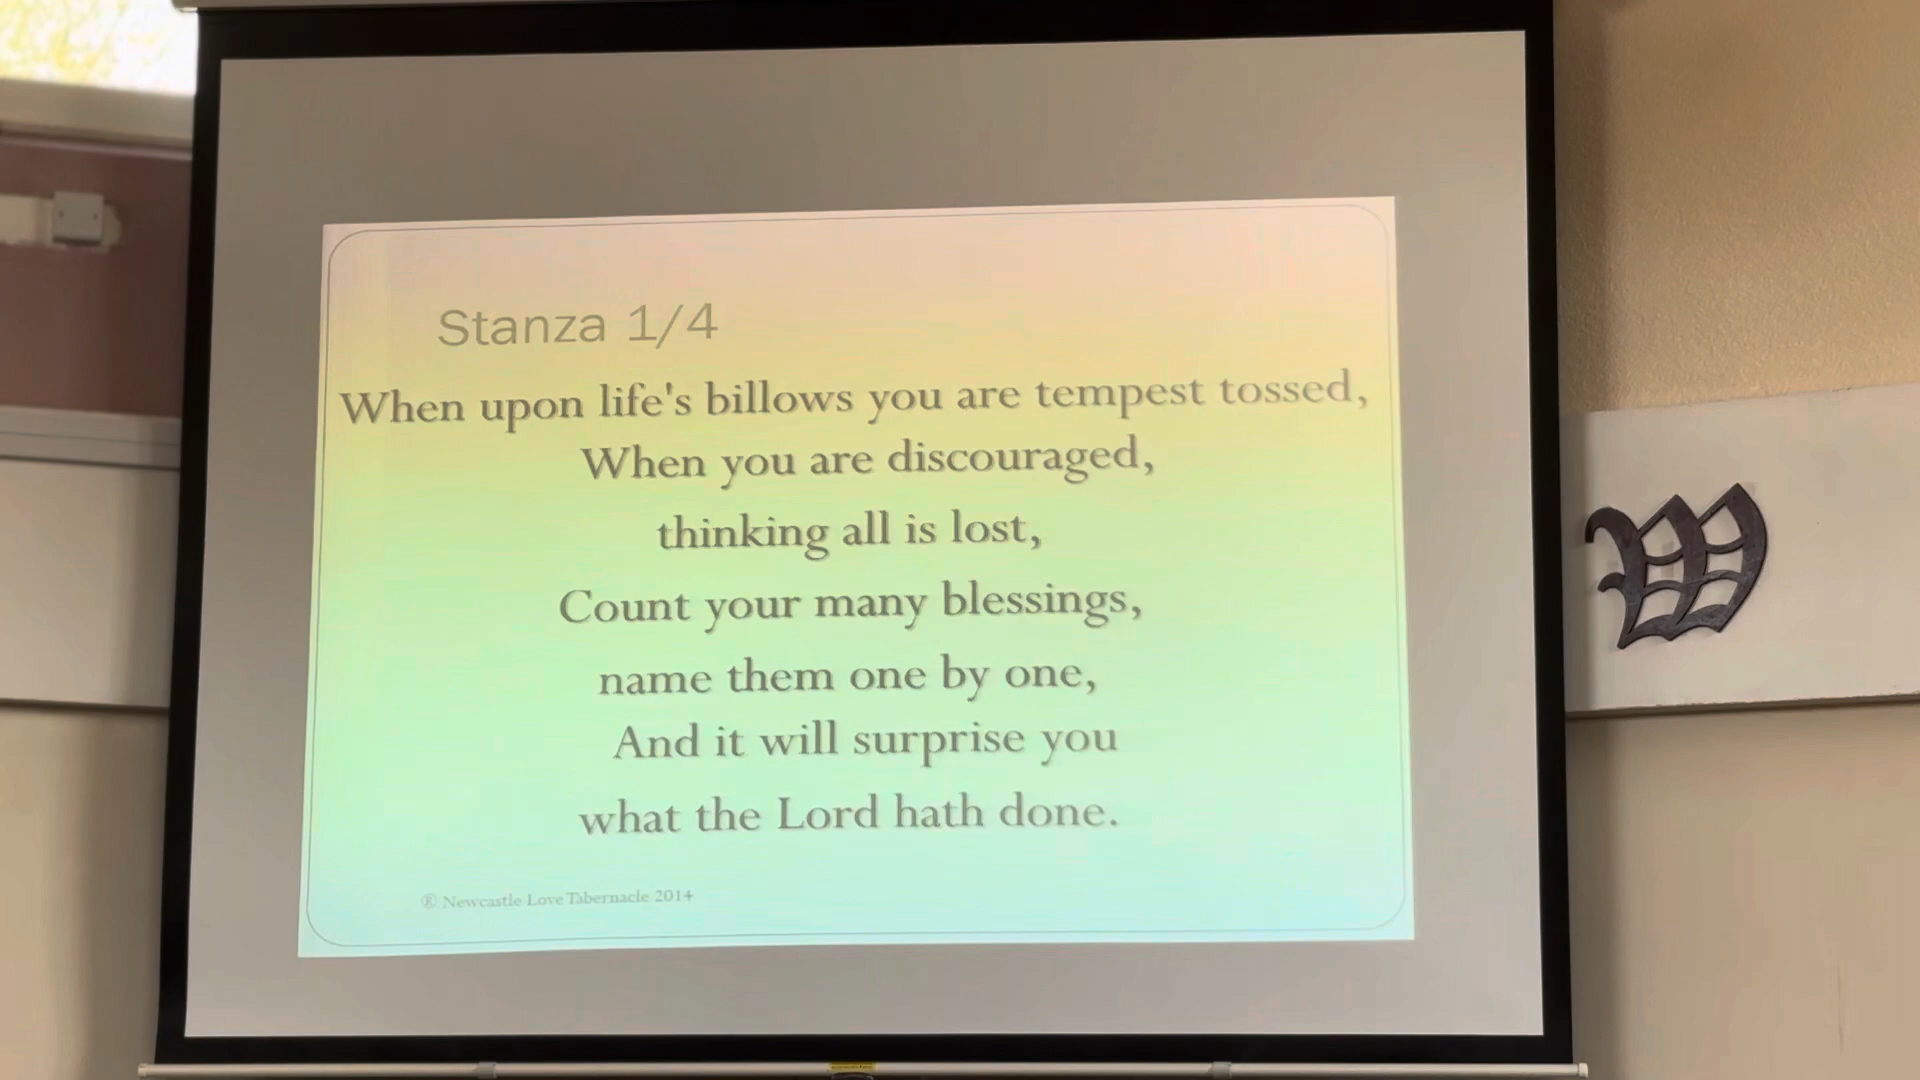 Stanza 1/4
When upon life's billows you are tempest tossed,
When you are discouraged,
thinking all is lost,
Count your many blessings,
name them one by one,
And it will surprise you
what the Lord hath done.
® Newcastle Love Tabernacle 2014
W